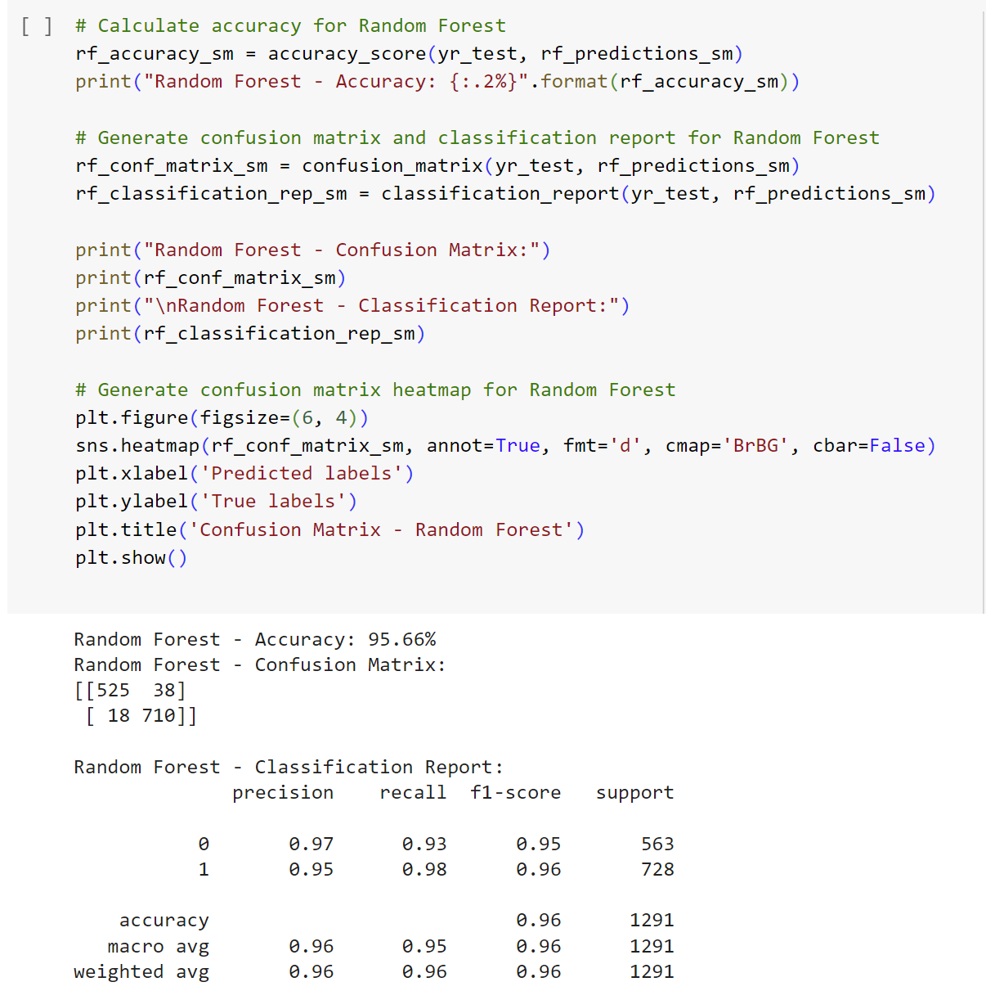 [ ] # Calculate accuracy for Random Forest
rf_accuracy_sm = accuracy_score(yr_test, rf_predictions_sm)
print("Random Forest - Accuracy: {:.2%}".format(rf_accuracy_sm))
# Generate confusion matrix and classification report for Random Forest
rf_conf_matrix_sm = confusion_matrix(yr_test, rf_predictions_sm)
rf_classification_rep_sm = classification_report(yr_test, rf_predictions_sm)
print("Random Forest - Confusion Matrix:")
print(rf_conf_matrix_sm)
print("\nRandom Forest - Classification Report:")
print(rf_classification_rep_sm)
# Generate confusion matrix heatmap for Random Forest
plt.figure(figsize=(6, 4))
sns.heatmap(rf_conf_matrix_sm, annot=True, fmt='d', cmap='BrBG', cbar=False)
plt.xlabel('Predicted labels')
plt.ylabel('True labels')
plt.title('Confusion Matrix - Random Forest')
plt.show()
Random Forest - Accuracy: 95.66%
Random Forest - Confusion Matrix:
[[525  38]
 [ 18 710]]
Random Forest - Classification Report:
precision recall f1-score support
0 0.97 0.93 0.95 563
1 0.95 0.98 0.96 728
accuracy 0.96 1291
macro avg 0.96 0.95 0.96 1291
weighted avg 0.96 0.96 0.96 1291